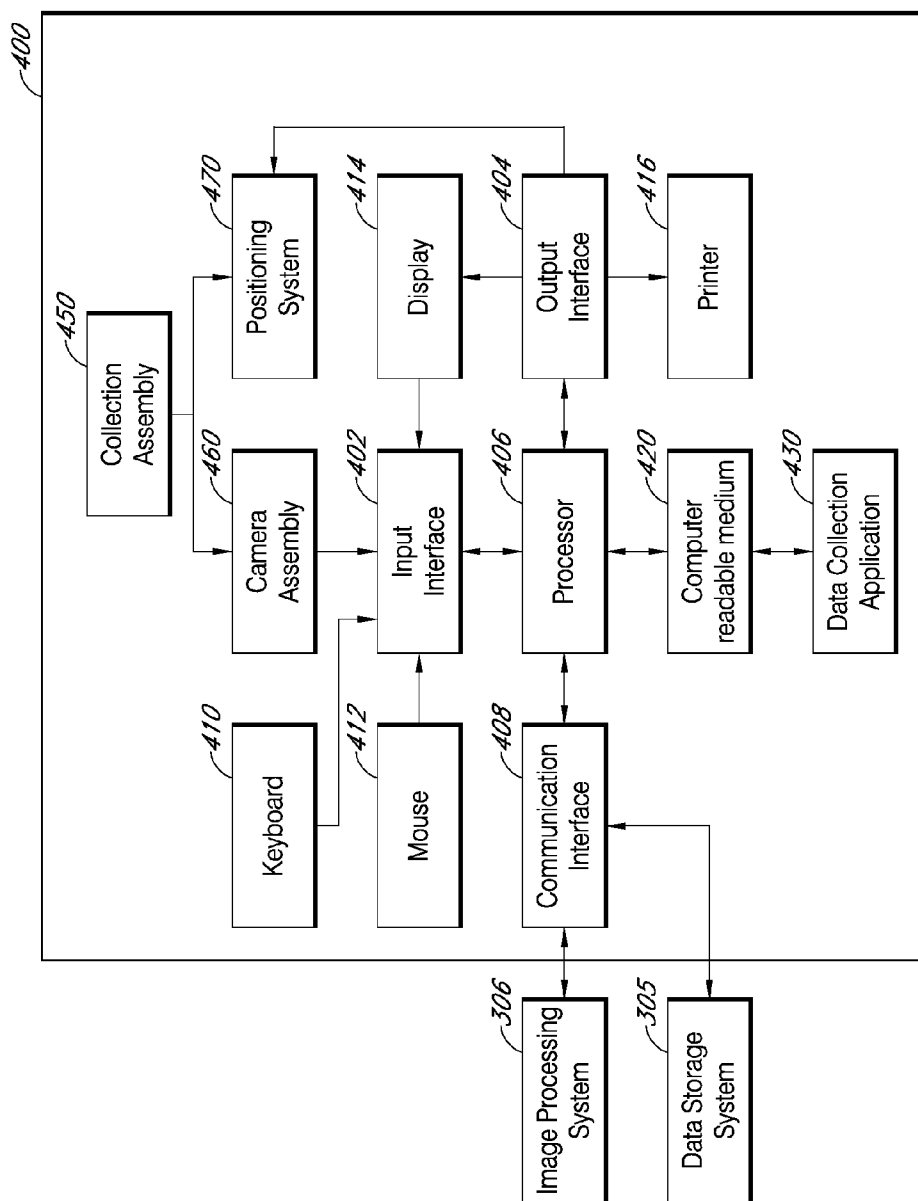 400
450
Collection
Assembly
410
Keyboard
460
Camera
Assembly
470
Positioning
System
412
Mouse
402
Input
Interface
414
Display
306
Image Processing
System
408
Communication
Interface
406
Processor
404
Output
Interface
305
Data Storage
System
420
Computer
readable medium
416
Printer
430
Data Collection
Application